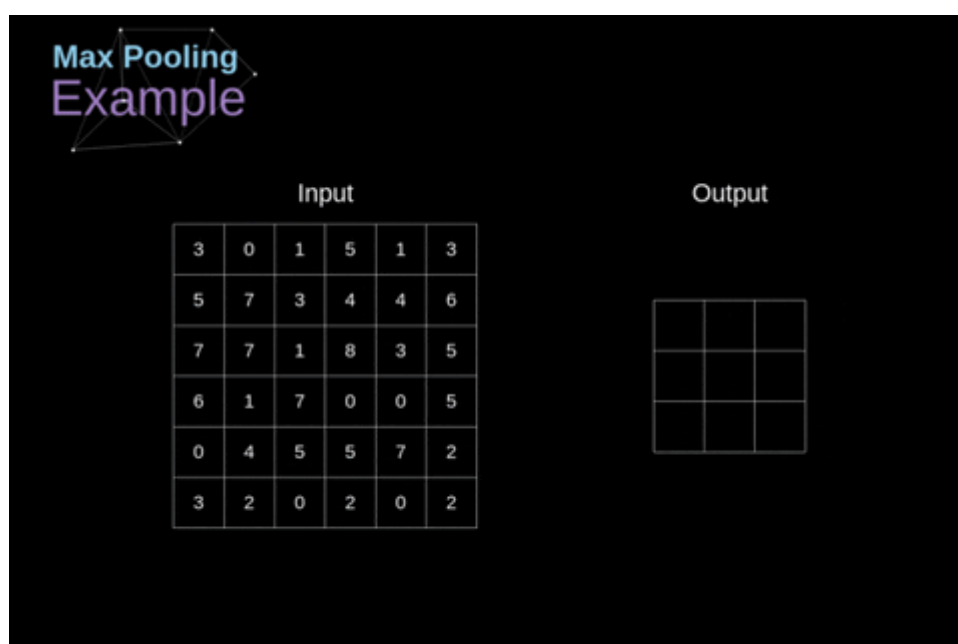 Max Pooling
Example
Input Output
3 0 1 5 1 3
5 7 3 4 4 6
7 7 1 8 3 5
6 1 7 0 0 5
0 4 5 5 7 2
3 2 0 2 0 2